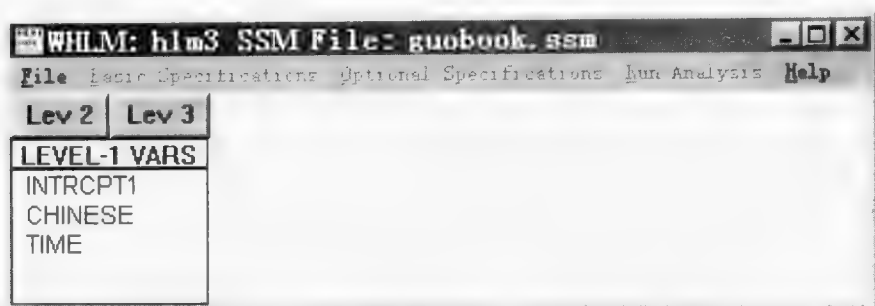 WHLM: hlm3 SSM File: guobook.ssm
File Basic Specifications Optional Specifications Run Analysis Help
Lev 2 Lev 3
LEVEL-1 VARS
INTRCPT1
CHINESE
TIME